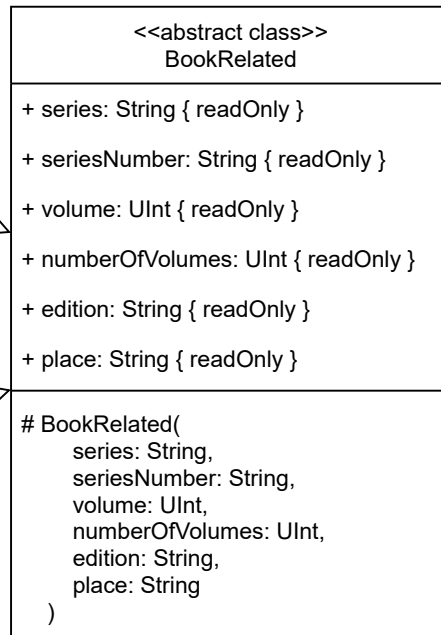 <<abstract class>>
BookRelated
+ series: String { readOnly }
+ seriesNumber: String { readOnly }
+ volume: UInt { readOnly }
+ numberOfVolumes: UInt { readOnly }
+ edition: String { readOnly }
+ place: String { readOnly }
# BookRelated(
series: String,
seriesNumber: String,
volume: UInt,
numberOfVolumes: UInt,
edition: String,
place: String
)